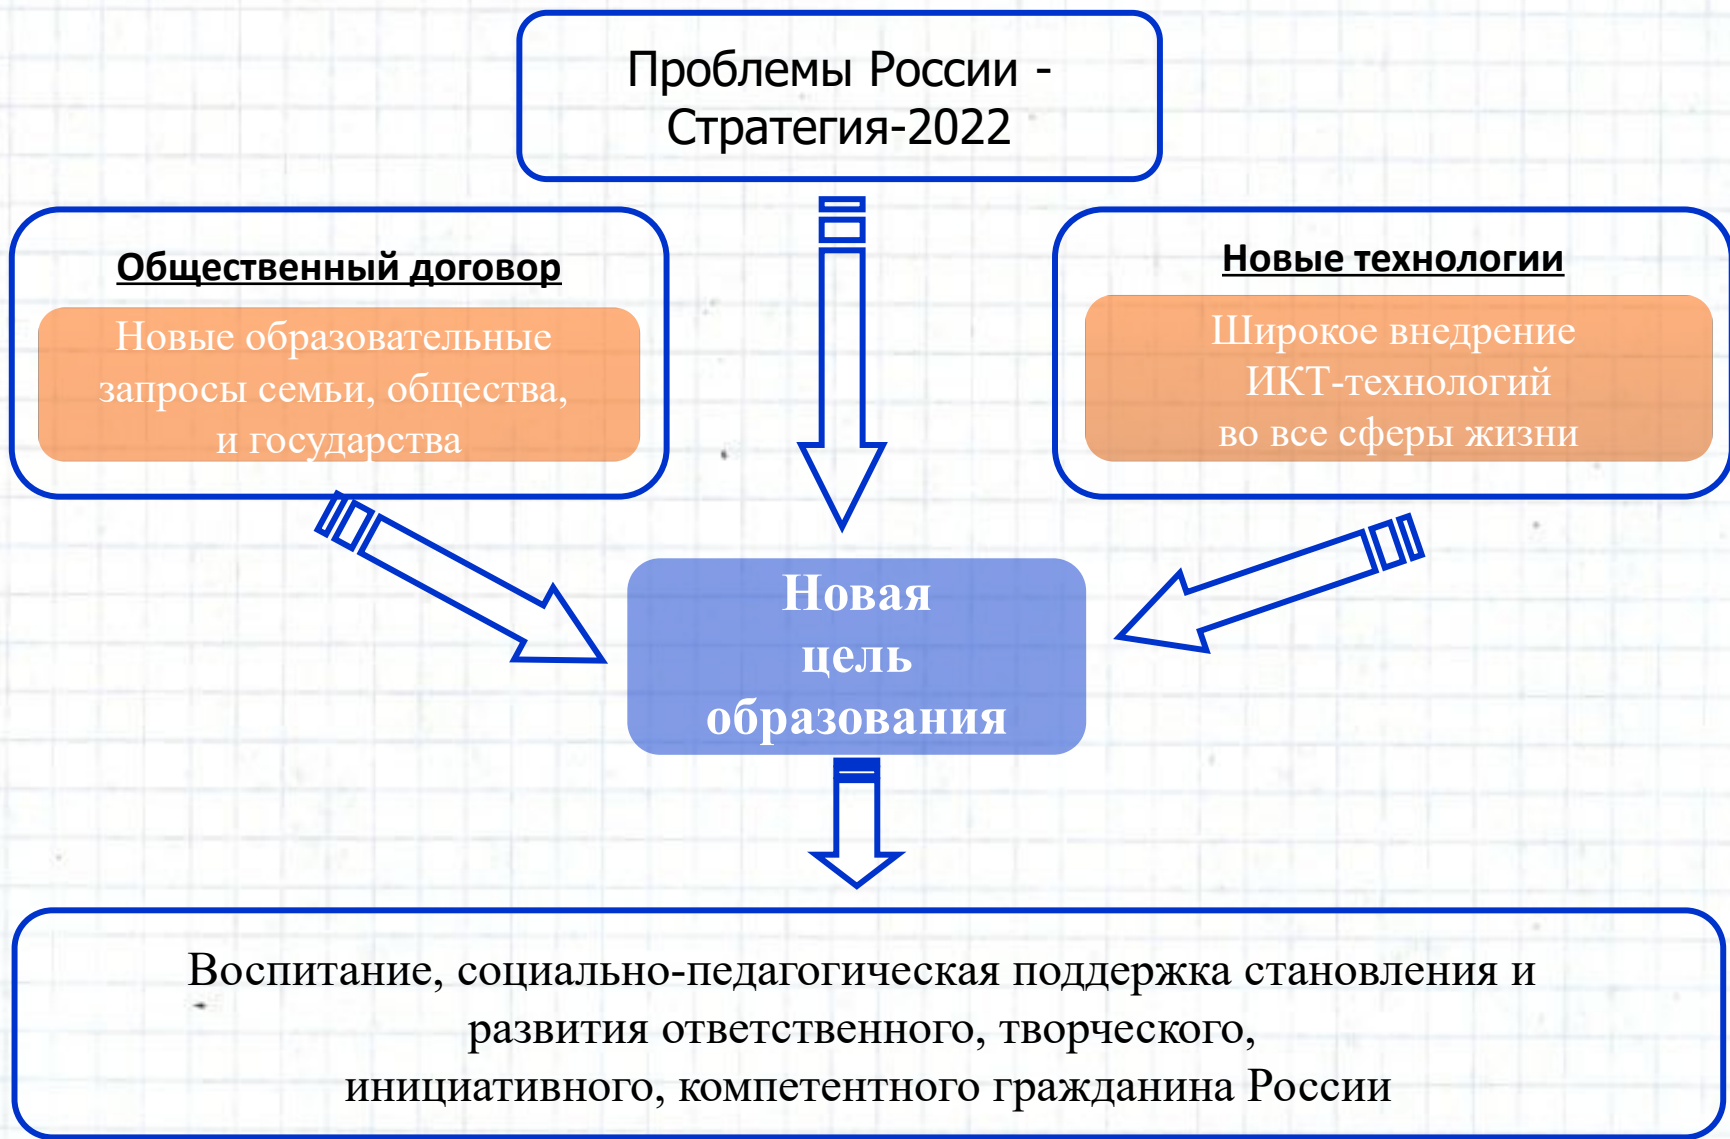 Проблемы России -
Стратегия-2022
Общественный договор
Новые образовательные
запросы семьи, общества,
и государства
Новые технологии
Широкое внедрение
ИКТ-технологий
во все сферы жизни
Новая
цель
образования
Воспитание, социально-педагогическая поддержка становления и
развития ответственного, творческого,
инициативного, компетентного гражданина России